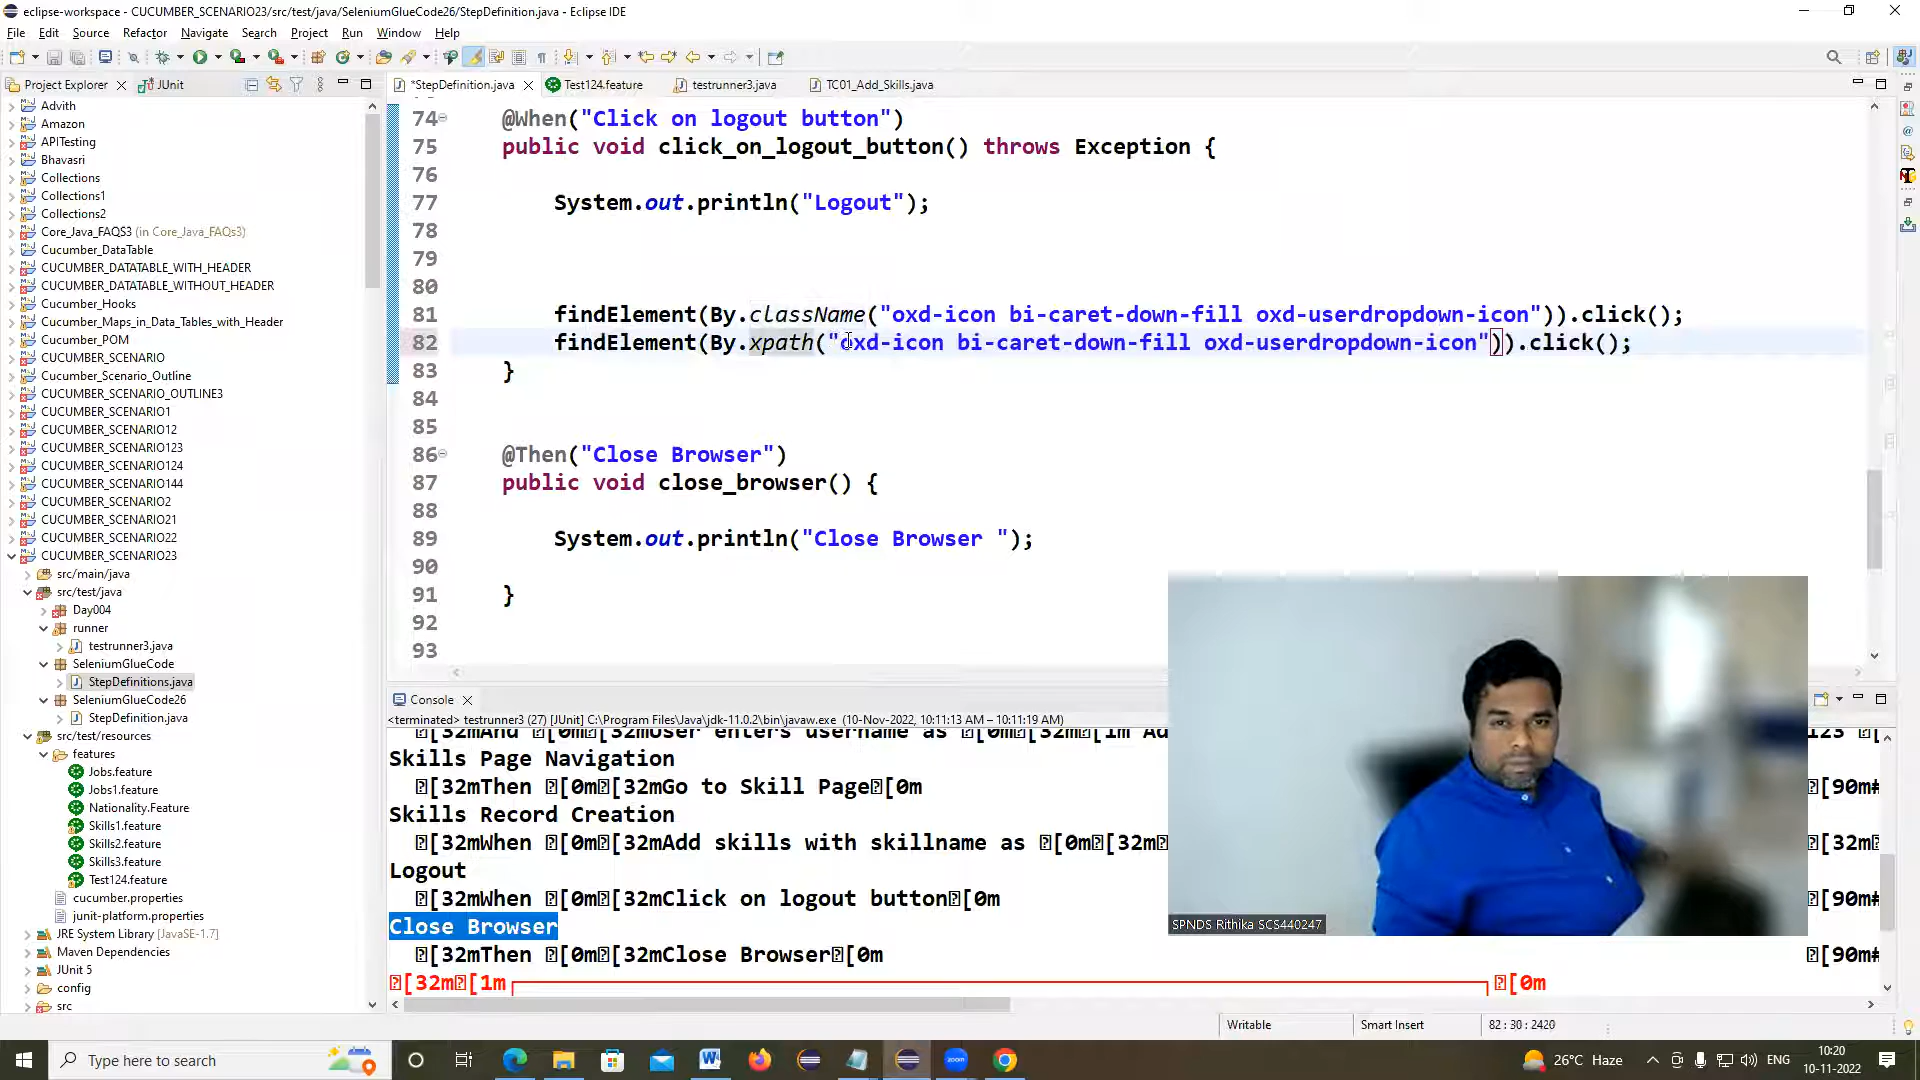 eclipse-workspace - CUCUMBER_SCENARIO23/src/test/java/SeleniumGlueCode26/StepDefinition.java - Eclipse IDE
File Edit Source Refactor Navigate Search Project Run Window Help
Project Explorer JUnit
*StepDefinition.java Test124.feature testrunner3.java TC01_Add_Skills.java
Advith
Amazon
APITesting
Bhavasri
Collections
Collections1
Collections2
Core_Java_FAQS3 (in Core_Java_FAQs3)
Cucumber_DataTable
CUCUMBER_DATATABLE_WITH_HEADER
CUCUMBER_DATATABLE_WITHOUT_HEADER
Cucumber_Hooks
Cucumber_Maps_in_Data_Tables_with_Header
Cucumber_POM
CUCUMBER_SCENARIO
Cucumber_Scenario_Outline
CUCUMBER_SCENARIO_OUTLINE3
CUCUMBER_SCENARIO1
CUCUMBER_SCENARIO12
CUCUMBER_SCENARIO123
CUCUMBER_SCENARIO124
CUCUMBER_SCENARIO144
CUCUMBER_SCENARIO2
CUCUMBER_SCENARIO21
CUCUMBER_SCENARIO22
CUCUMBER_SCENARIO23
src/main/java
src/test/java
Day004
runner
testrunner3.java
SeleniumGlueCode
StepDefinitions.java
SeleniumGlueCode26
StepDefinition.java
src/test/resources
features
Jobs.feature
Jobs1.feature
Nationality.Feature
Skills1.feature
Skills2.feature
Skills3.feature
Test124.feature
cucumber.properties
junit-platform.properties
JRE System Library [JavaSE-1.7]
Maven Dependencies
JUnit 5
config
src
74 @When("Click on logout button")
75 public void click_on_logout_button() throws Exception {
76
77 System.out.println("Logout");
78
79
80
81 findElement(By.className("oxd-icon bi-caret-down-fill oxd-userdropdown-icon")).click();
82 findElement(By.xpath("oxd-icon bi-caret-down-fill oxd-userdropdown-icon")).click();
83 }
84
85
86 @Then("Close Browser")
87 public void close_browser() {
88
89 System.out.println("Close Browser ");
90
91 }
92
93
Console
<terminated> testrunner3 (27) [JUnit] C:\Program Files\Java\jdk-11.0.2\bin\javaw.exe (10-Nov-2022, 10:11:13 AM – 10:11:19 AM)
[32mAnd [0m[32mUser enters username as [0m[32m[1m Ad 123 [
Skills Page Navigation
[32mThen [0m[32mGo to Skill Page[0m [90m#
Skills Record Creation
[32mWhen [0m[32mAdd skills with skillname as [0m[32m [32m
Logout
[32mWhen [0m[32mClick on logout button[0m [90m#
Close Browser
[32mThen [0m[32mClose Browser[0m [90m#
[32m[1m [0m
SPNDS Rithika SCS440247
Writable Smart Insert 82 : 30 : 2420
Type here to search
26°C Haze ENG
10:20
10-11-2022